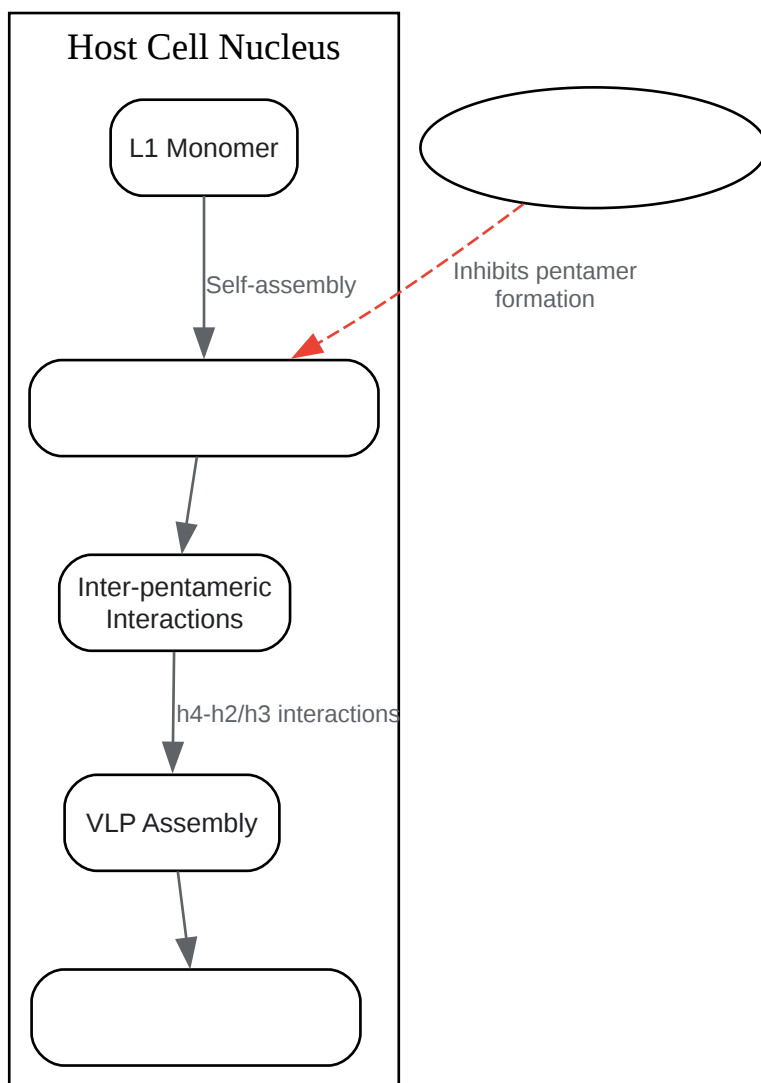 Host Cell Nucleus
L1 Monomer
Self-assembly
Inhibits pentamer
formation
Inter-pentameric
Interactions
h4-h2/h3 interactions
VLP Assembly